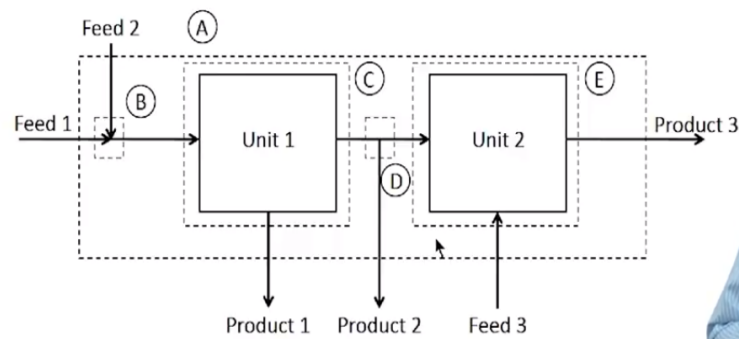 Feed 2
A
B
C
E
Feed 1
Unit 1
Unit 2
Product 3
D
Product 1
Product 2
Feed 3